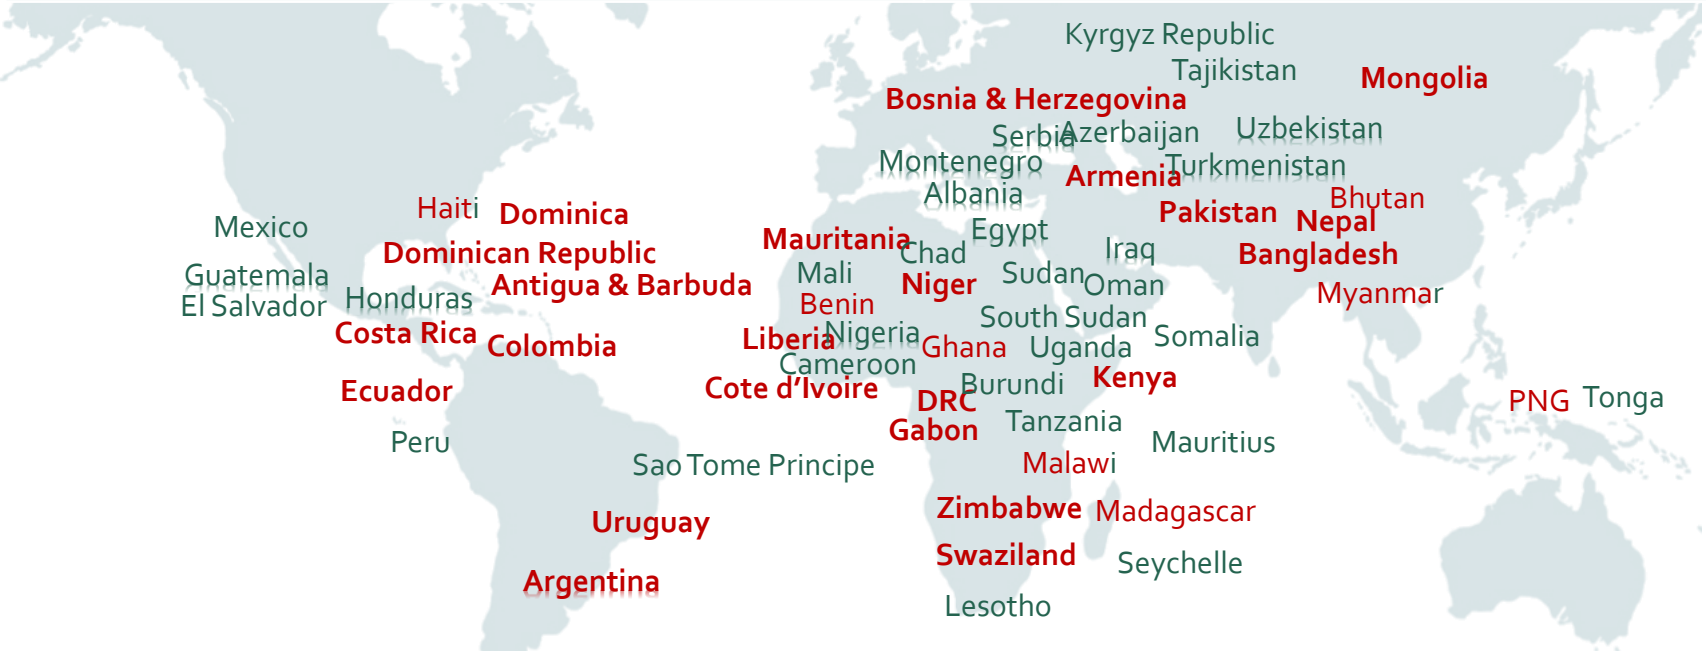 Kyrgyz Republic
Tajikistan
Mongolia
Bosnia & Herzegovina
Serbia
Azerbaijan
Uzbekistan
Montenegro
Armenia
Turkmenistan
Albania
Bhutan
Haiti
Dominica
Pakistan
Nepal
Mexico
Egypt
Mauritania
Dominican Republic
Chad
Iraq
Bangladesh
Guatemala
Antigua & Barbuda
Mali
Niger
Sudan
Oman
Myanmar
El Salvador
Honduras
Benin
South Sudan
Costa Rica
Colombia
Liberia
Nigeria
Ghana
Uganda
Somalia
Cameroon
Ecuador
Cote d’Ivoire
Burundi
Kenya
DRC
PNG
Tonga
Gabon
Tanzania
Peru
Mauritius
Sao Tome Principe
Malawi
Uruguay
Zimbabwe
Madagascar
Swaziland
Seychelle
Argentina
Lesotho